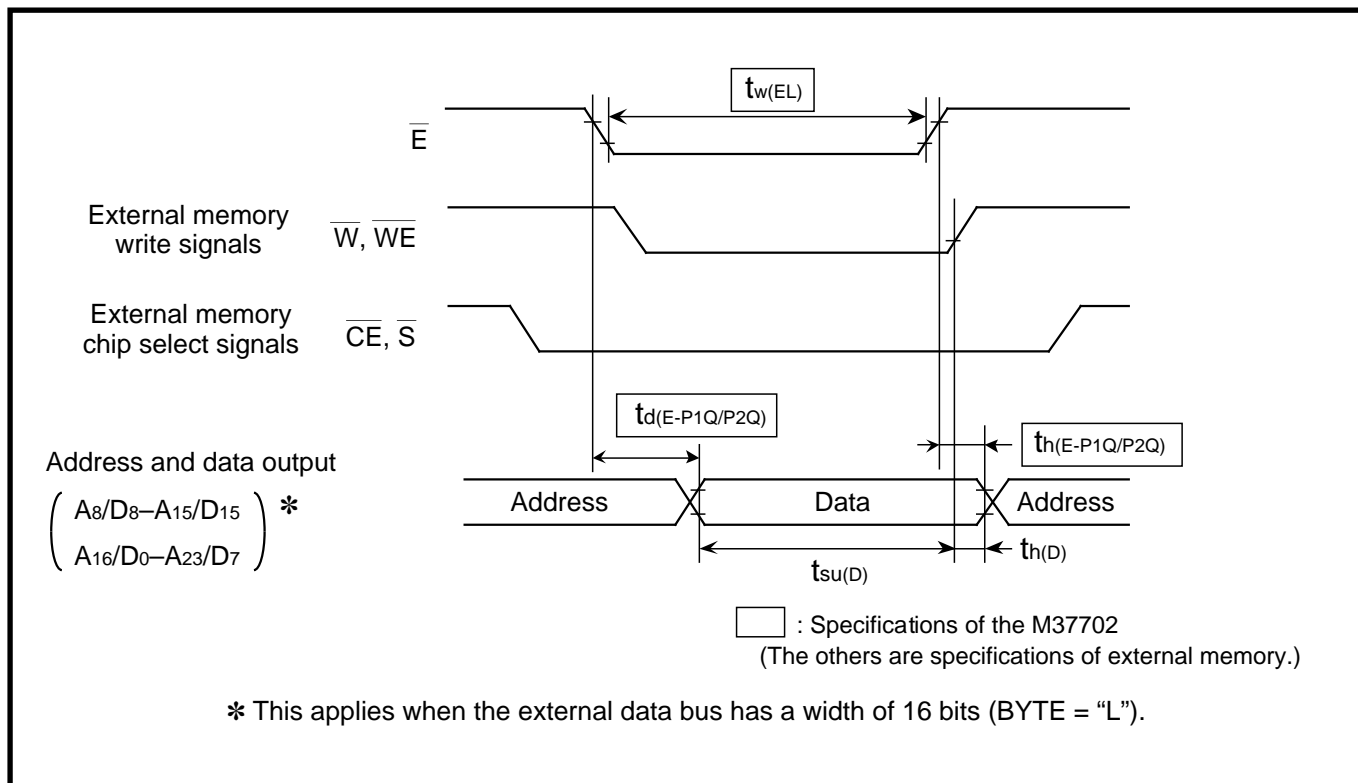 tw(EL)
E
External memory
write signals
W, WE
External memory
chip select signals
CE, S
td(E-P1Q/P2Q)
th(E-P1Q/P2Q)
Address and data output
A8/D8–A15/D15
A16/D0–A23/D7
✻
Address
Data
Address
tsu(D)
th(D)
: Specifications of the M37702
(The others are specifications of external memory.)
✻ This applies when the external data bus has a width of 16 bits (BYTE = “L”).